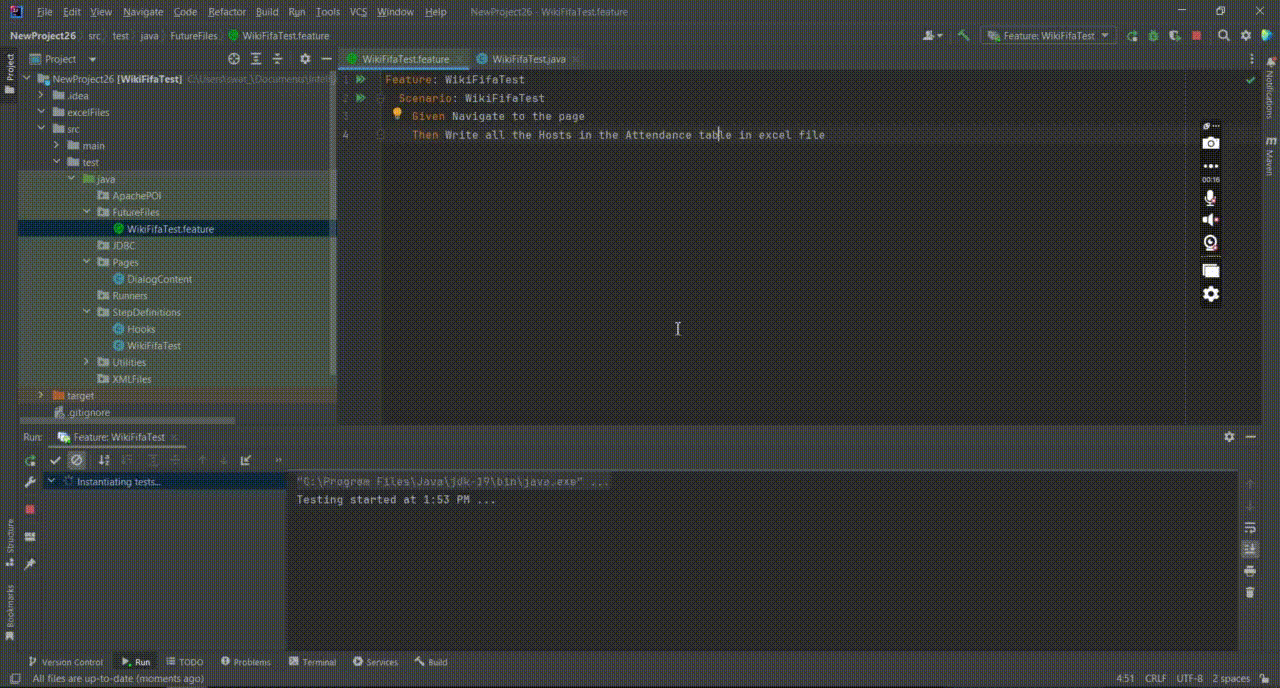 File Edit View Navigate Code Refactor Build Run Tools VCS Window Help NewProject26 - WikiFifaTest.feature
NewProject26 src test java FutureFiles WikiFifaTest.feature Feature: WikiFifaTest
Project WikiFifaTest.feature WikiFifaTest.java
Project
Notifications
Maven
NewProject26 [WikiFifaTest]
.idea
excelFiles
src
main
test
java
ApachePOI
FutureFiles
WikiFifaTest.feature
JDBC
Pages
DialogContent
Runners
StepDefinitions
Hooks
WikiFifaTest
Utilities
XMLFiles
target
.gitignore
1 Feature: WikiFifaTest
2 Scenario: WikiFifaTest
3 Given Navigate to the page
4 Then Write all the Hosts in the Attendance table in excel file
00:16
Run: Feature: WikiFifaTest
Instantiating tests...
"C:\Program Files\Java\jdk-19\bin\java.exe" ...
Testing started at 1:53 PM ...
Structure
Bookmarks
Version Control Run TODO Problems Terminal Services Build
All files are up-to-date (moments ago) 4:51 CRLF UTF-8 2 spaces